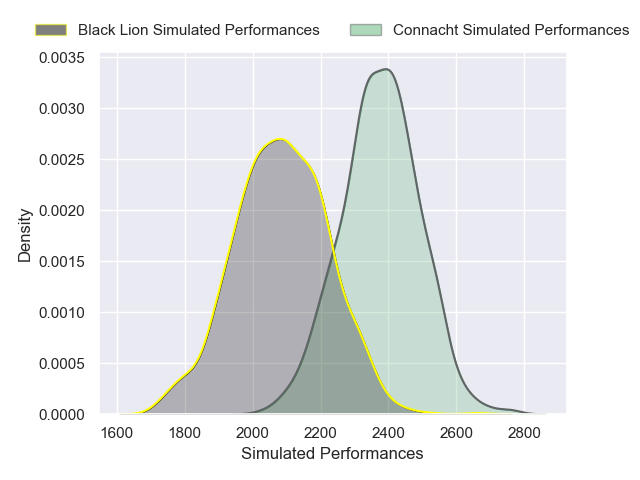 Black Lion Simulated Performances Connacht Simulated Performances
0.0035
0.0030
0.0025
0.0020
0.0015
0.0010
0.0005
0.0000
Density
1600 1800 2000 2200 2400 2600 2800
Simulated Performances